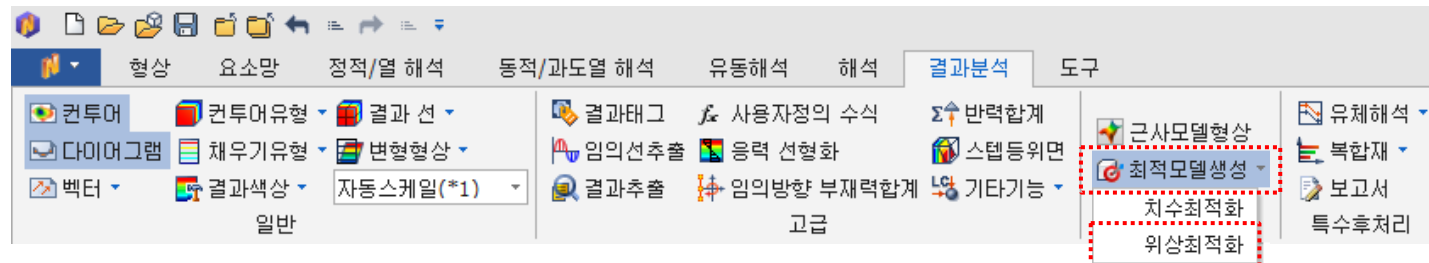 형상 요소망 정적/열 해석 동적/과도열 해석 유동해석 해석 결과분석 도구
컨투어 컨투어유형 결과 선 결과태그 fx 사용자정의 수식 Σ 반력합계 근사모델형상 유체해석
다이어그램 채우기유형 변형형상 임의선추출 응력 선형화 스텝등위면 최적모델생성 복합재
벡터 결과색상 자동스케일(*1) 결과추출 임의방향 부재력합계 기타기능 치수최적화 보고서
일반 고급 위상최적화 특수후처리